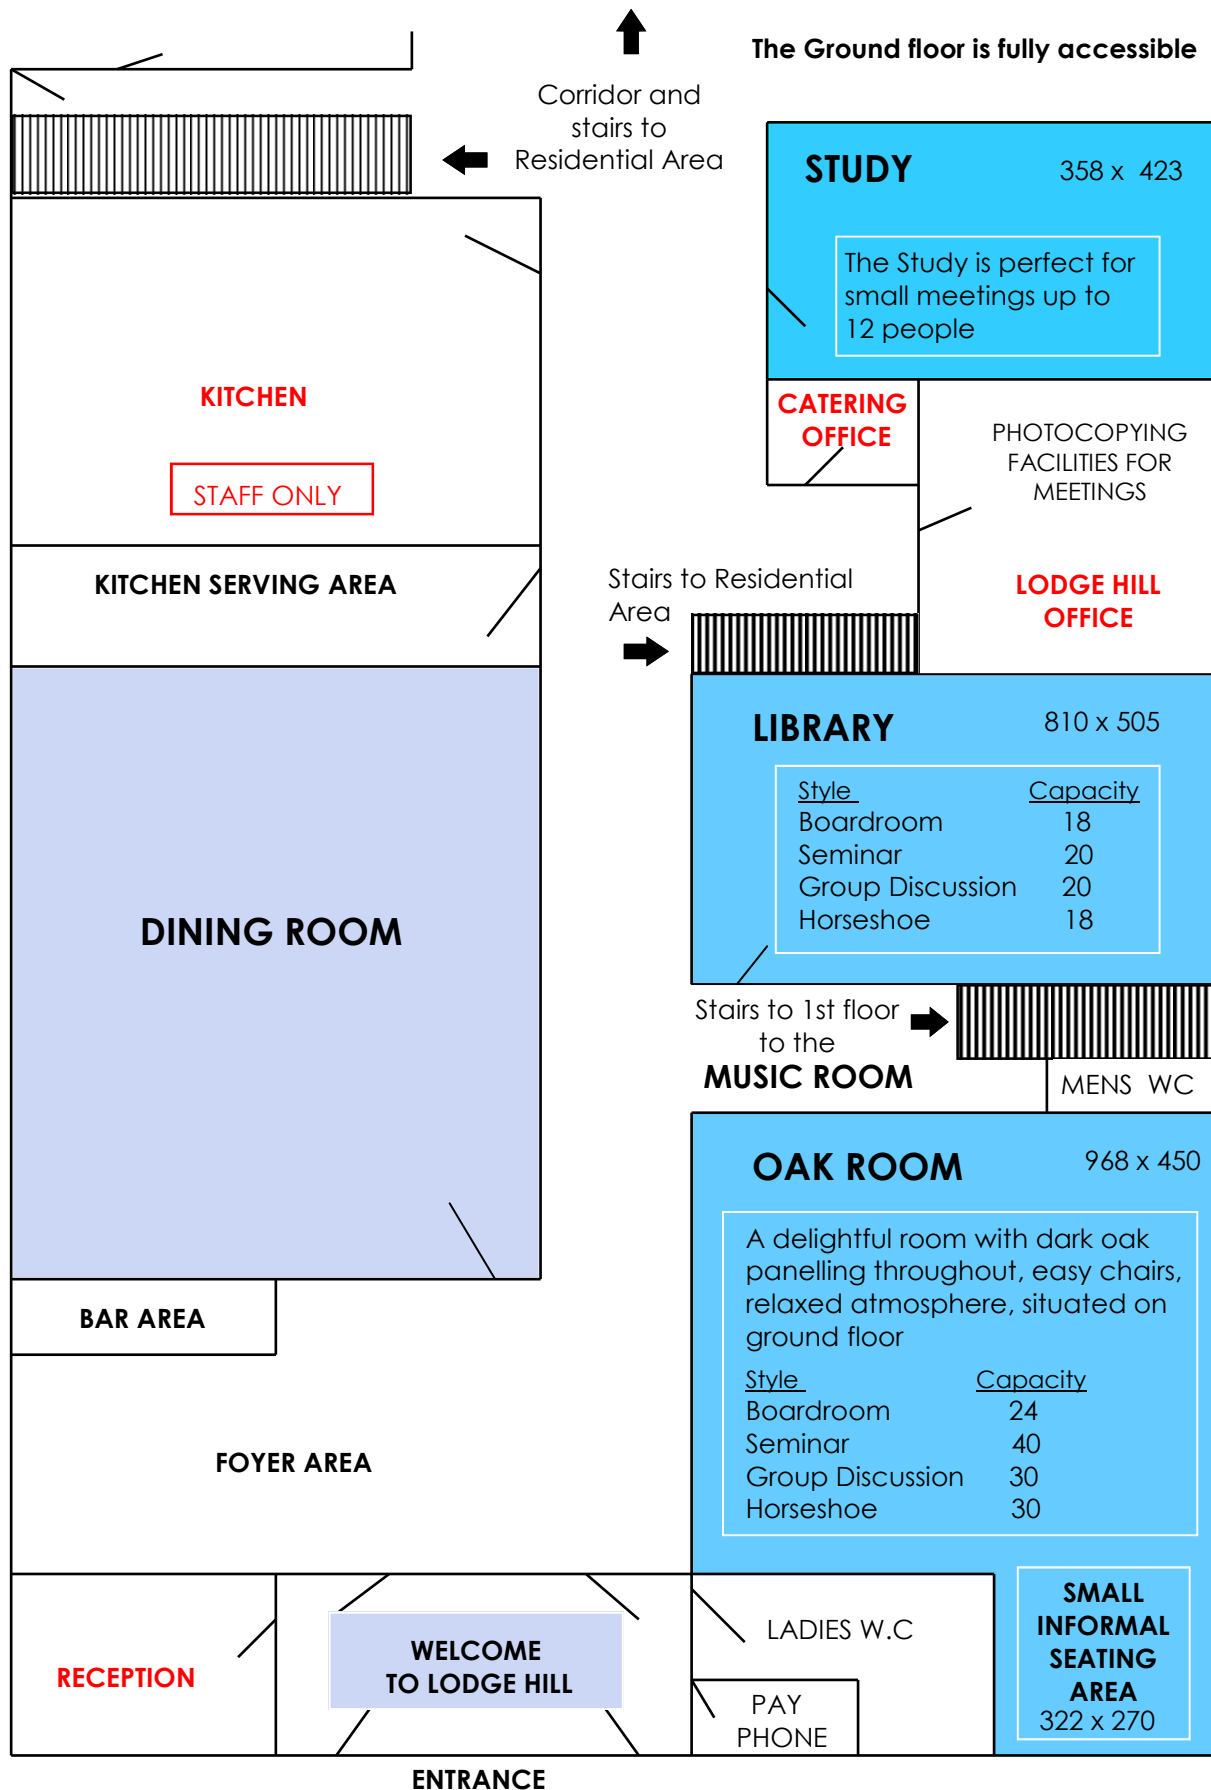 The Ground floor is fully accessible
Corridor and
stairs to
Residential Area
STUDY 358 x 423
The Study is perfect for
small meetings up to
12 people
KITCHEN
STAFF ONLY
CATERING
OFFICE
PHOTOCOPYING
FACILITIES FOR
MEETINGS
KITCHEN SERVING AREA
Stairs to Residential
Area
LODGE HILL
OFFICE
LIBRARY 810 x 505
Style Capacity
Boardroom 18
Seminar 20
Group Discussion 20
Horseshoe 18
DINING ROOM
Stairs to 1st floor
to the
MUSIC ROOM
MENS WC
OAK ROOM 968 x 450
A delightful room with dark oak
panelling throughout, easy chairs,
relaxed atmosphere, situated on
ground floor
Style Capacity
Boardroom 24
Seminar 40
Group Discussion 30
Horseshoe 30
BAR AREA
FOYER AREA
RECEPTION
WELCOME
TO LODGE HILL
LADIES W.C
PAY
PHONE
SMALL
INFORMAL
SEATING
AREA
322 x 270
ENTRANCE